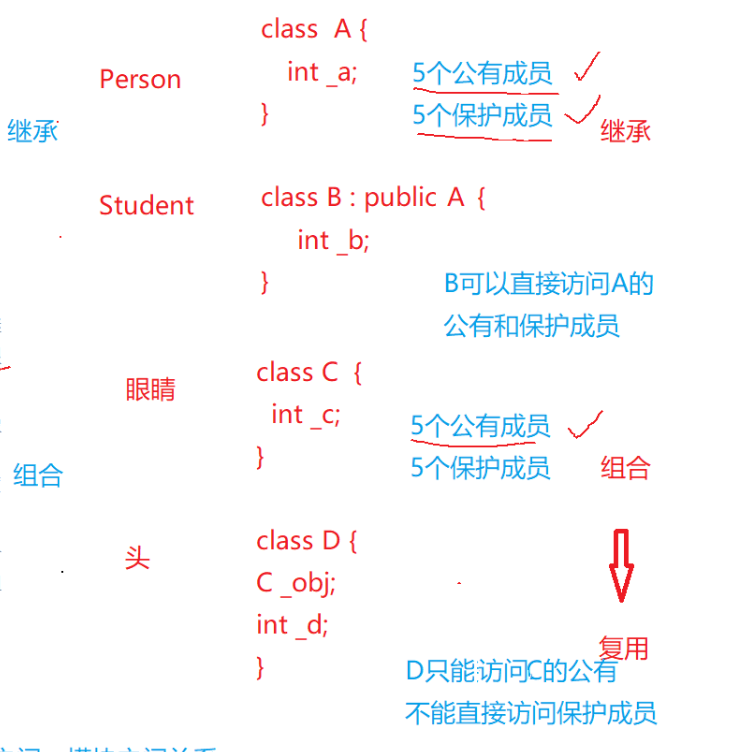 class A {
Person
int _a;
5个公有成员
}
5个保护成员
继承
继承
Student
class B : public A {
int _b;
}
B可以直接访问A的
公有和保护成员
眼睛
class C {
int _c;
5个公有成员
}
5个保护成员
组合
组合
头
class D {
C _obj;
int _d;
}
复用
D只能访问C的公有
不能直接访问保护成员